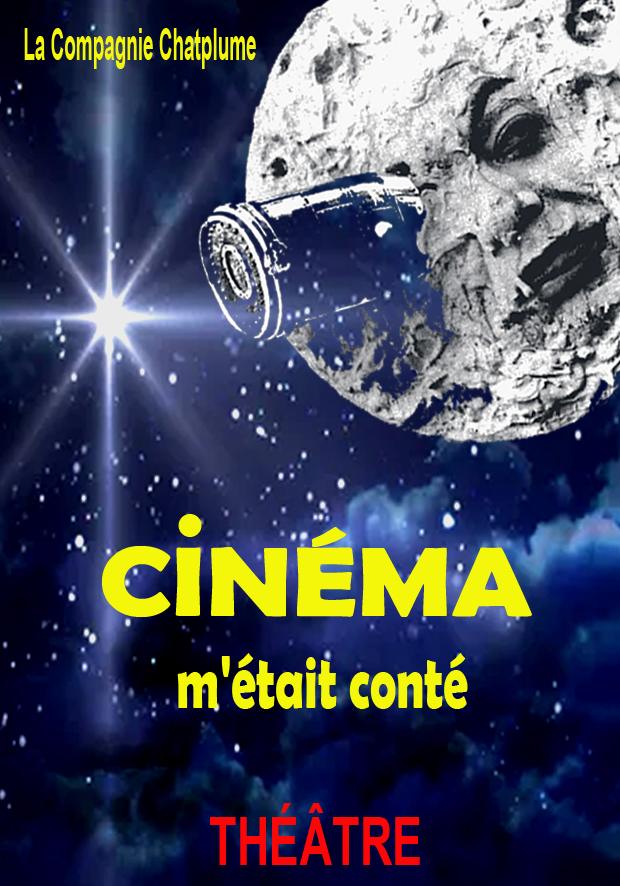 La Compagnie Chatplume
CiNÉMA
m'était conté
THÉÂTRE